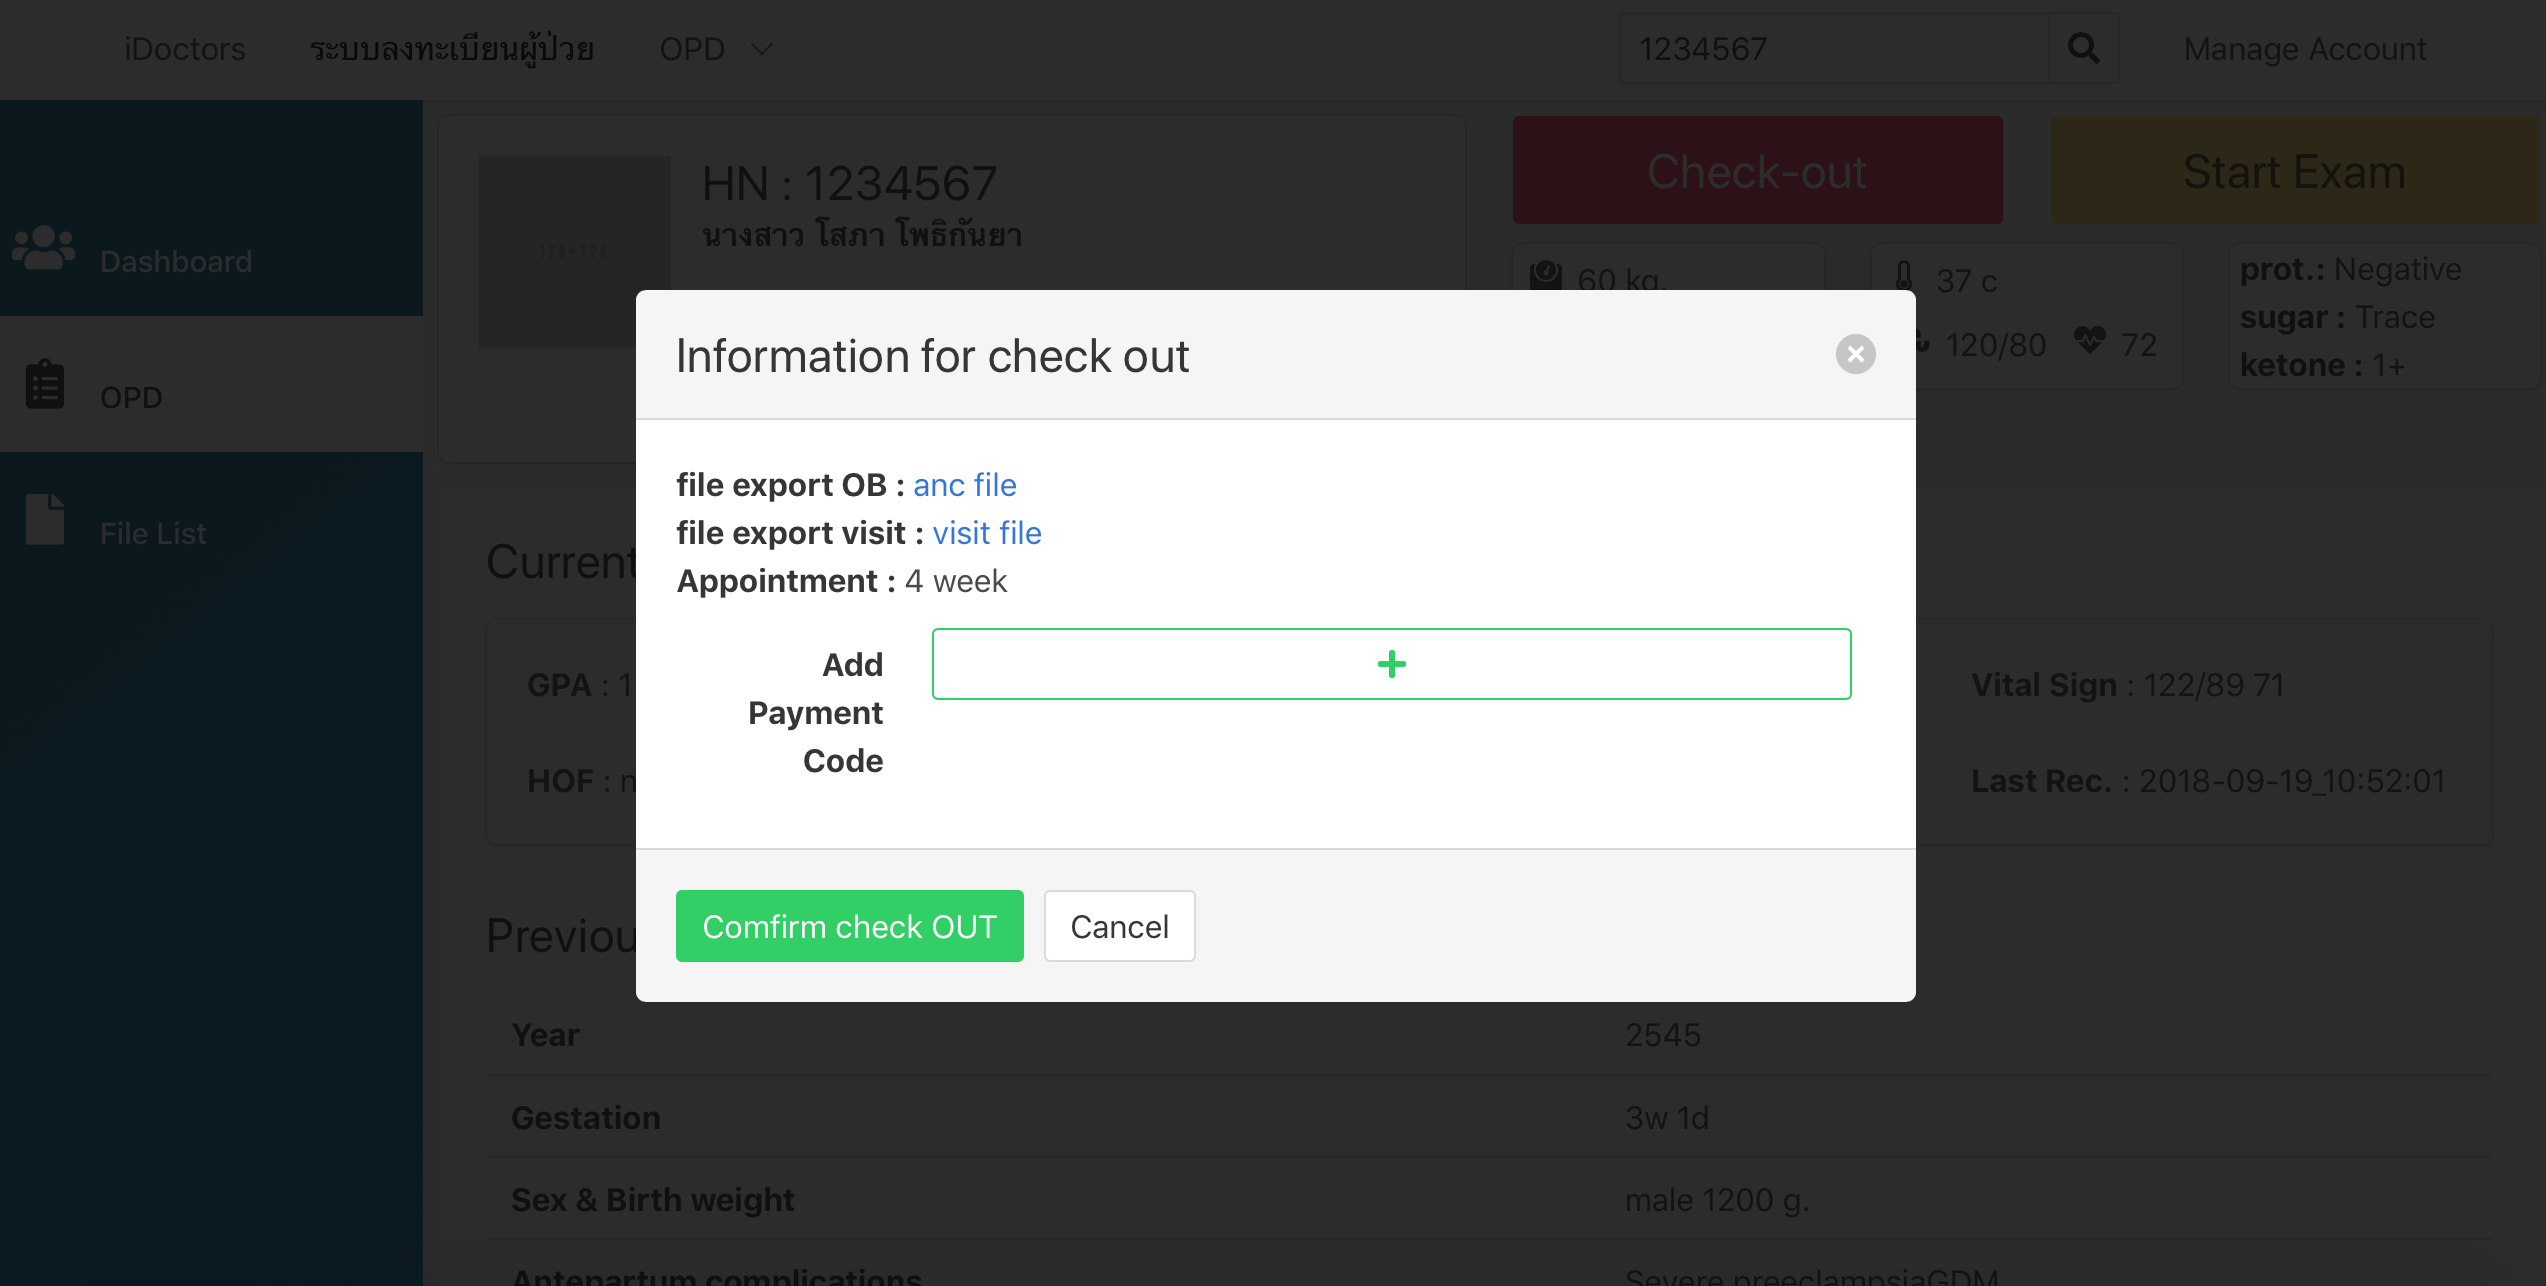 iDoctors ระบบลงทะเบียนผู้ป่วย OPD 1234567 Manage Account
Dashboard
OPD
File List
120×120
HN : 1234567
นางสาว โสภา โพธิกันยา
Check-out Start Exam
60 kg.
37 c
120/80 72
prot.: Negative
sugar : Trace
ketone : 1+
Information for check out
file export OB : anc file
file export visit : visit file
Appointment : 4 week
Add
Payment
Code
Comfirm check OUT Cancel
Current
GPA : 1
Vital Sign : 122/89 71
HOF : n
Last Rec. : 2018-09-19_10:52:01
Previou
Year 2545
Gestation 3w 1d
Sex & Birth weight male 1200 g.
Antepartum complications Severe preeclampsiaGDM